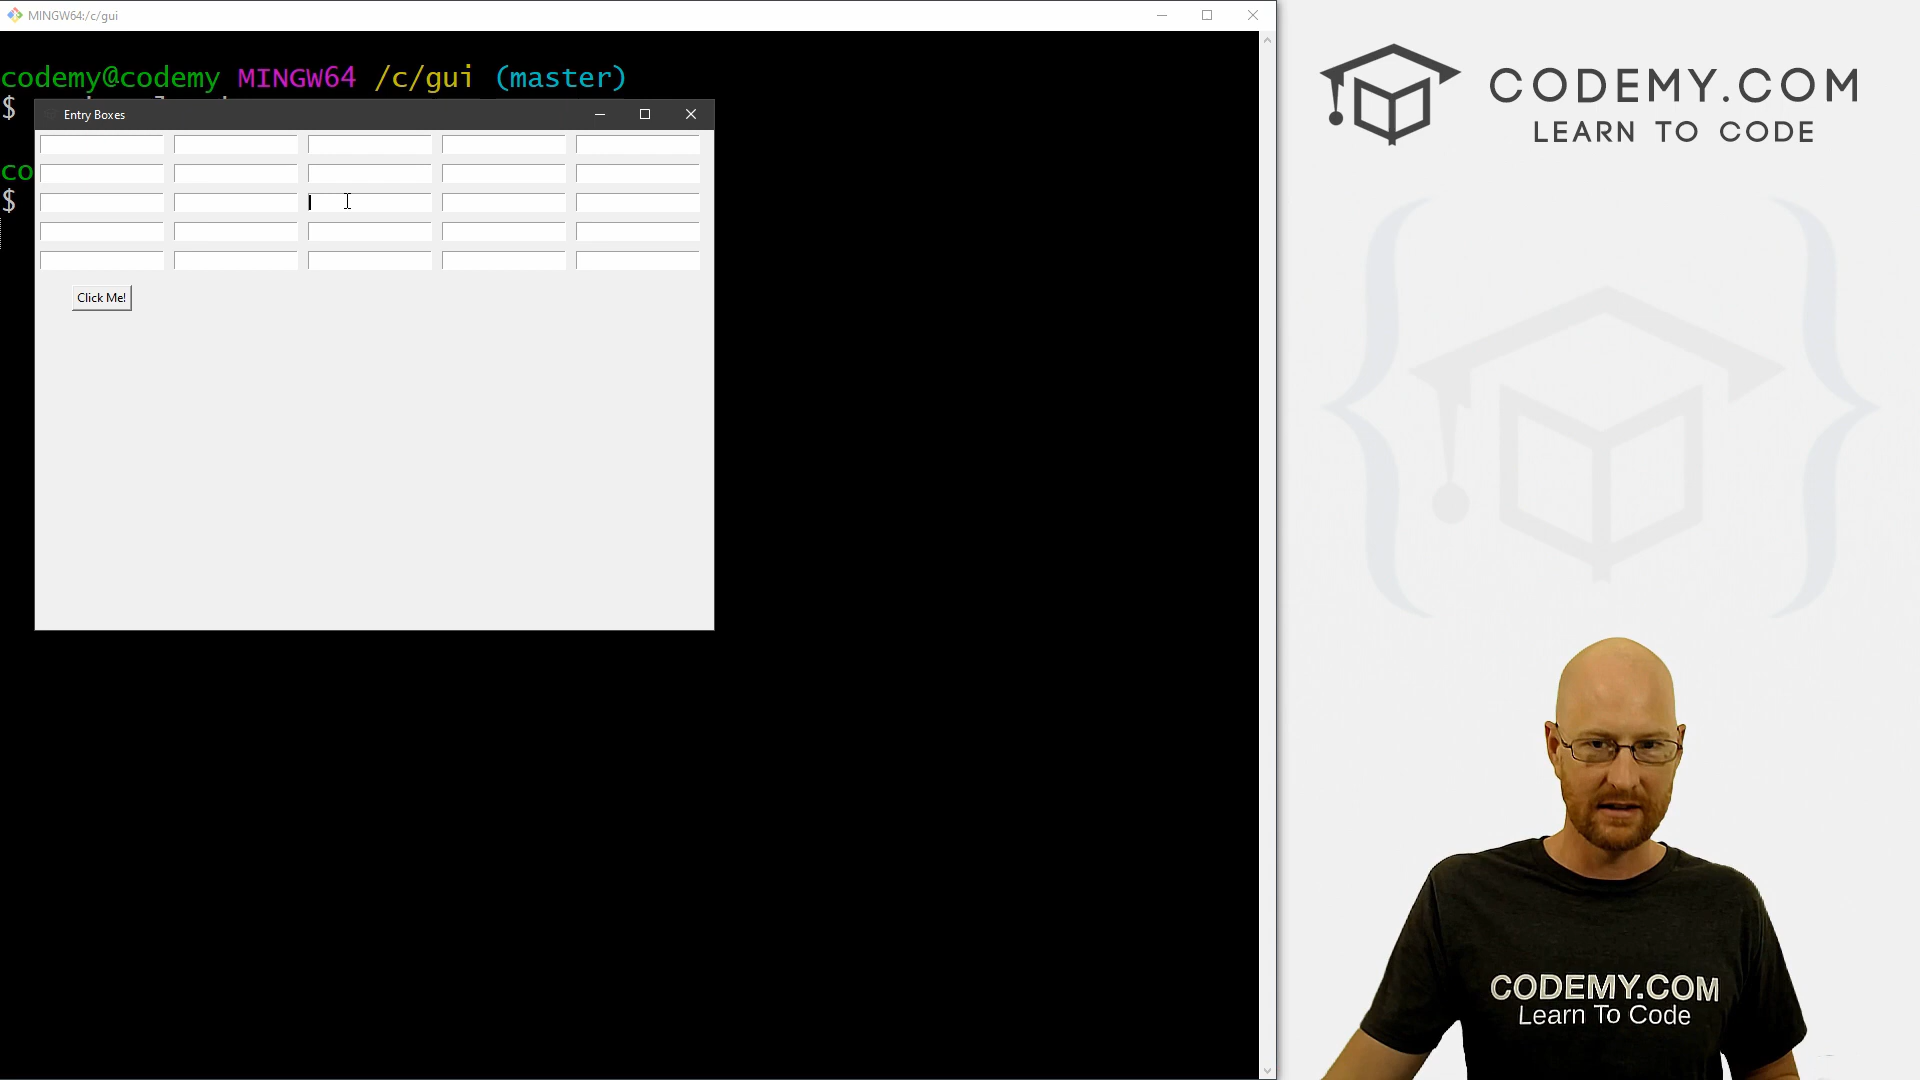 MINGW64:/c/gui
codemy@codemy MINGW64 /c/gui (master)
$
Entry Boxes
co
$
Click Me!
CODEMY.COM
LEARN TO CODE
CODEMY.COM
Learn To Code